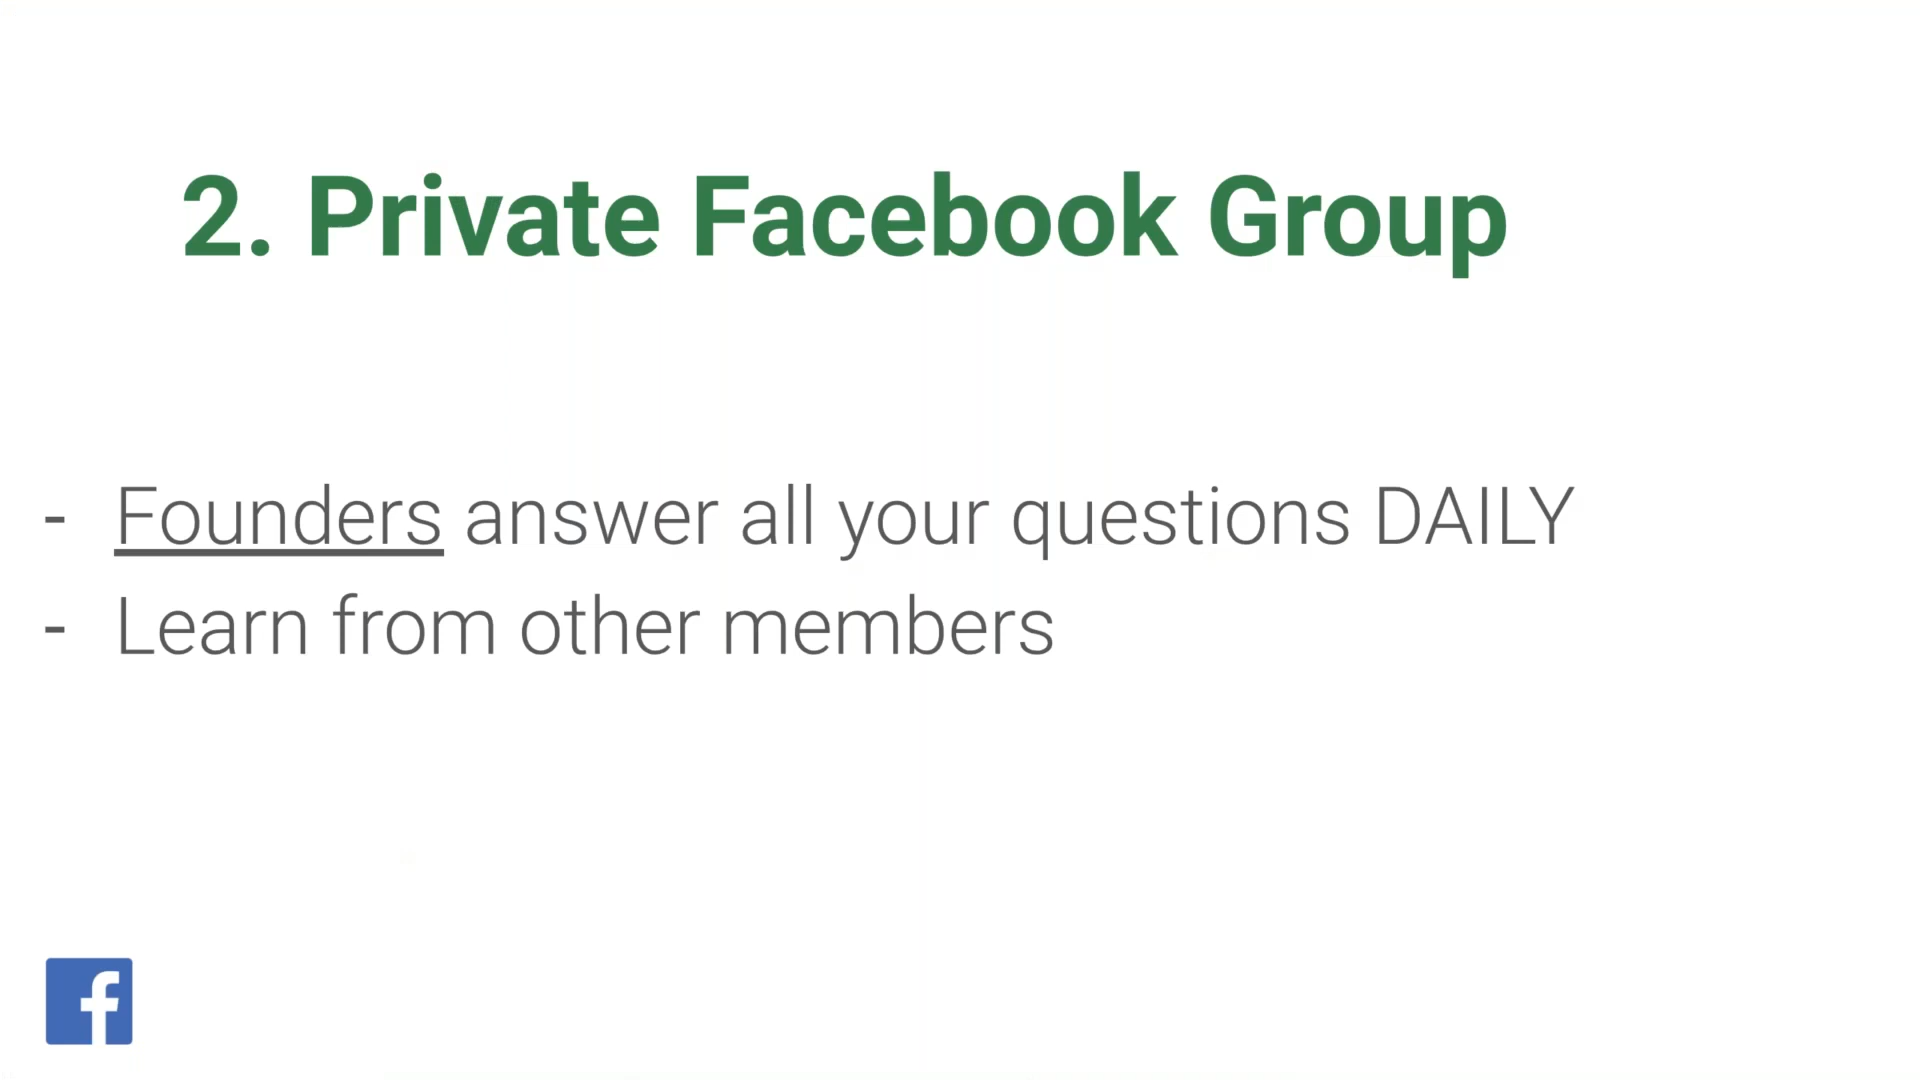 2. Private Facebook Group
- Founders answer all your questions DAILY
- Learn from other members
f